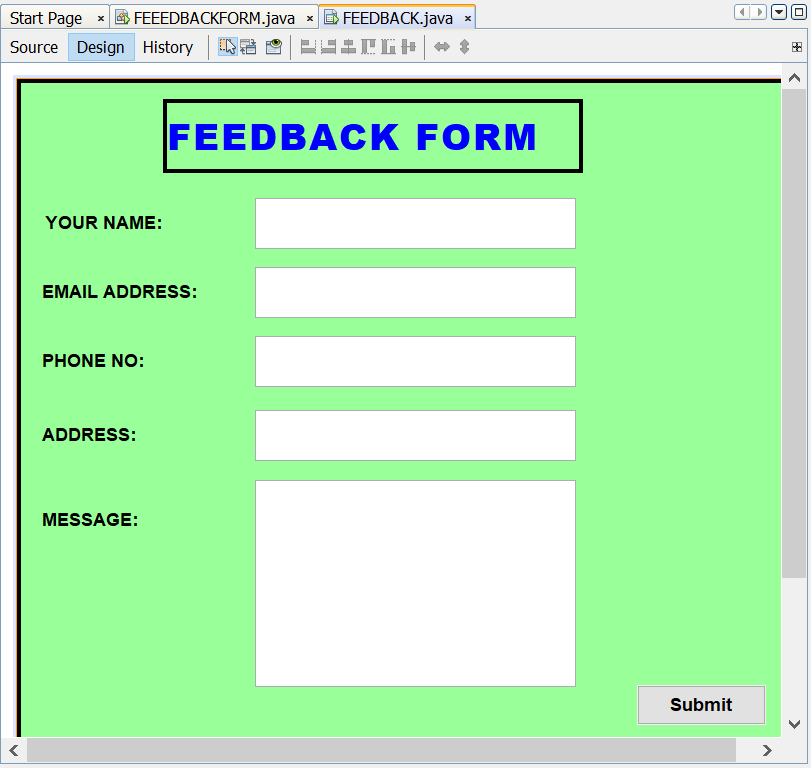 Start Page × FEEEDBACKFORM.java × FEEDBACK.java ×
Source Design History
FEEDBACK FORM
YOUR NAME:
EMAIL ADDRESS:
PHONE NO:
ADDRESS:
MESSAGE:
Submit